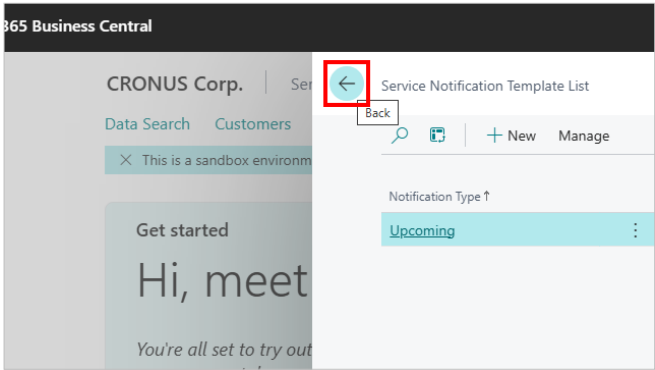 365 Business Central
CRONUS Corp.
Ser
Service Notification Template List
Back
Data Search Customers
New Manage
This is a sandbox environm
Notification Type ↑
Upcoming
Get started
Hi, meet
You're all set to try out